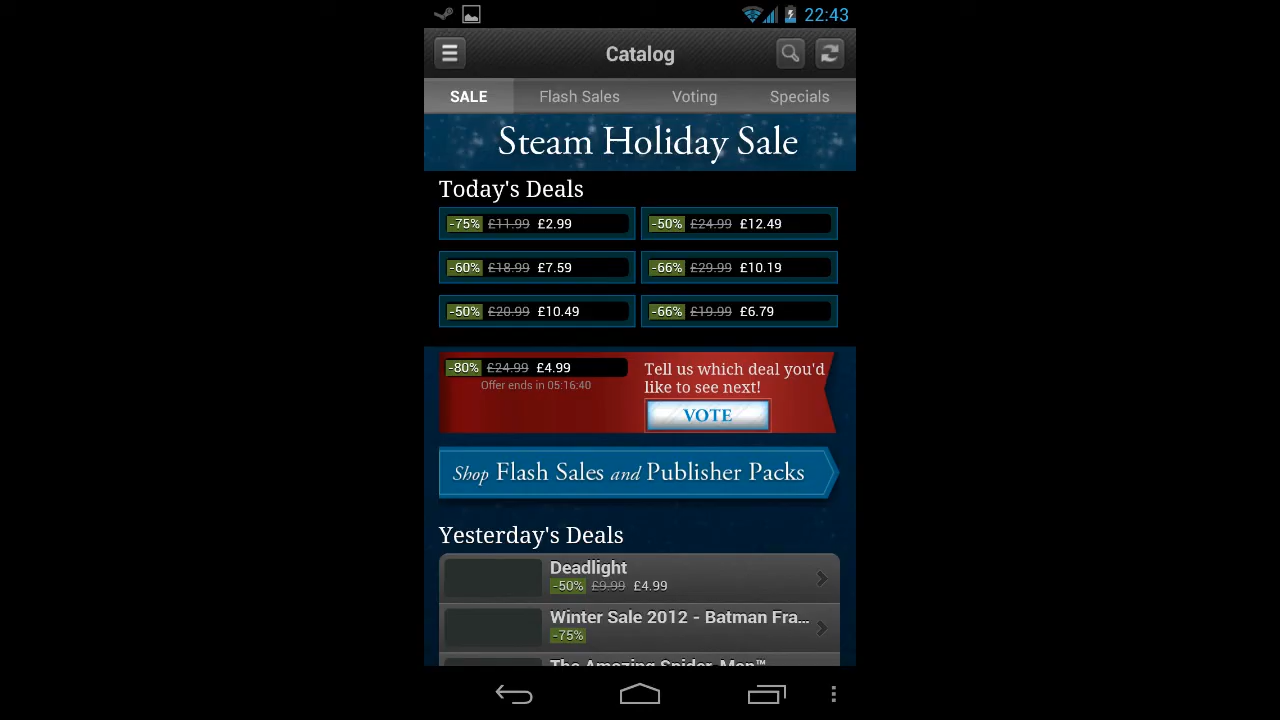 22:43
Catalog
SALE Flash Sales Voting Specials
Steam Holiday Sale
Today's Deals
-75% £11.99 £2.99 -50% £24.99 £12.49
-60% £18.99 £7.59 -66% £29.99 £10.19
-50% £20.99 £10.49 -66% £19.99 £6.79
-80% £24.99 £4.99
Offer ends in 05:16:40
Tell us which deal you'd
like to see next!
VOTE
Shop Flash Sales and Publisher Packs
Yesterday's Deals
Deadlight
-50% £9.99 £4.99
Winter Sale 2012 - Batman Fra...
-75%
The Amazing Spider-Man™